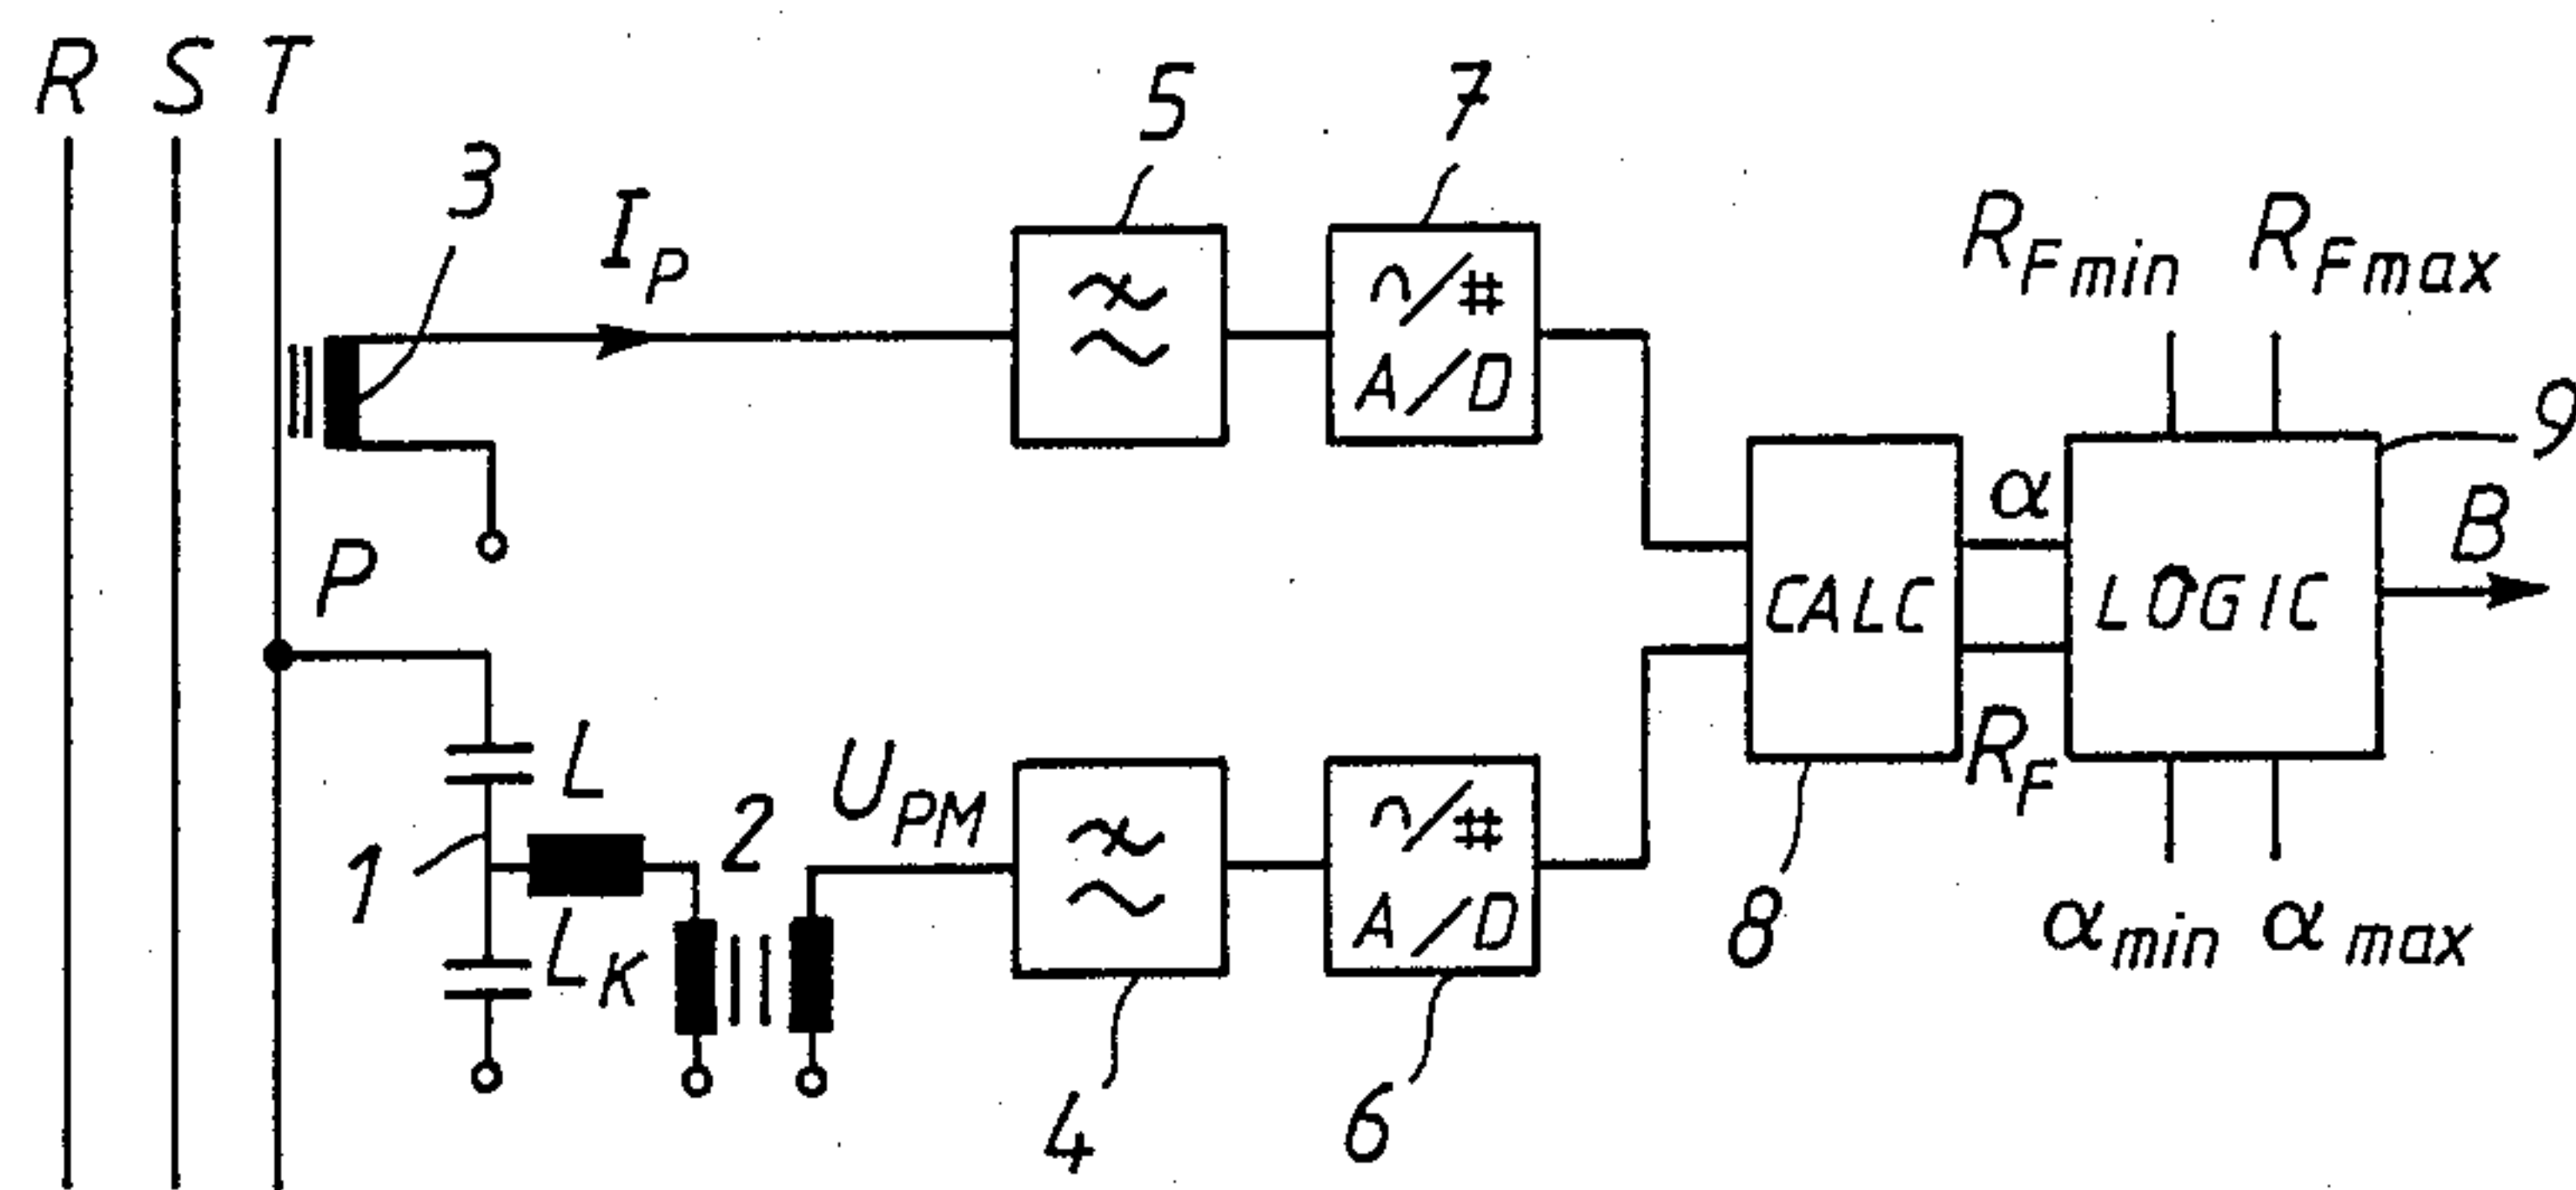 R S T
3
I_P
5
7
∩/#
A/D
R_Fmin R_Fmax
9
P
CALC
α
R_F
LOGIC
B
1
L
L_K
2
U_PM
4
∩/#
A/D
6
8
α_min α_max